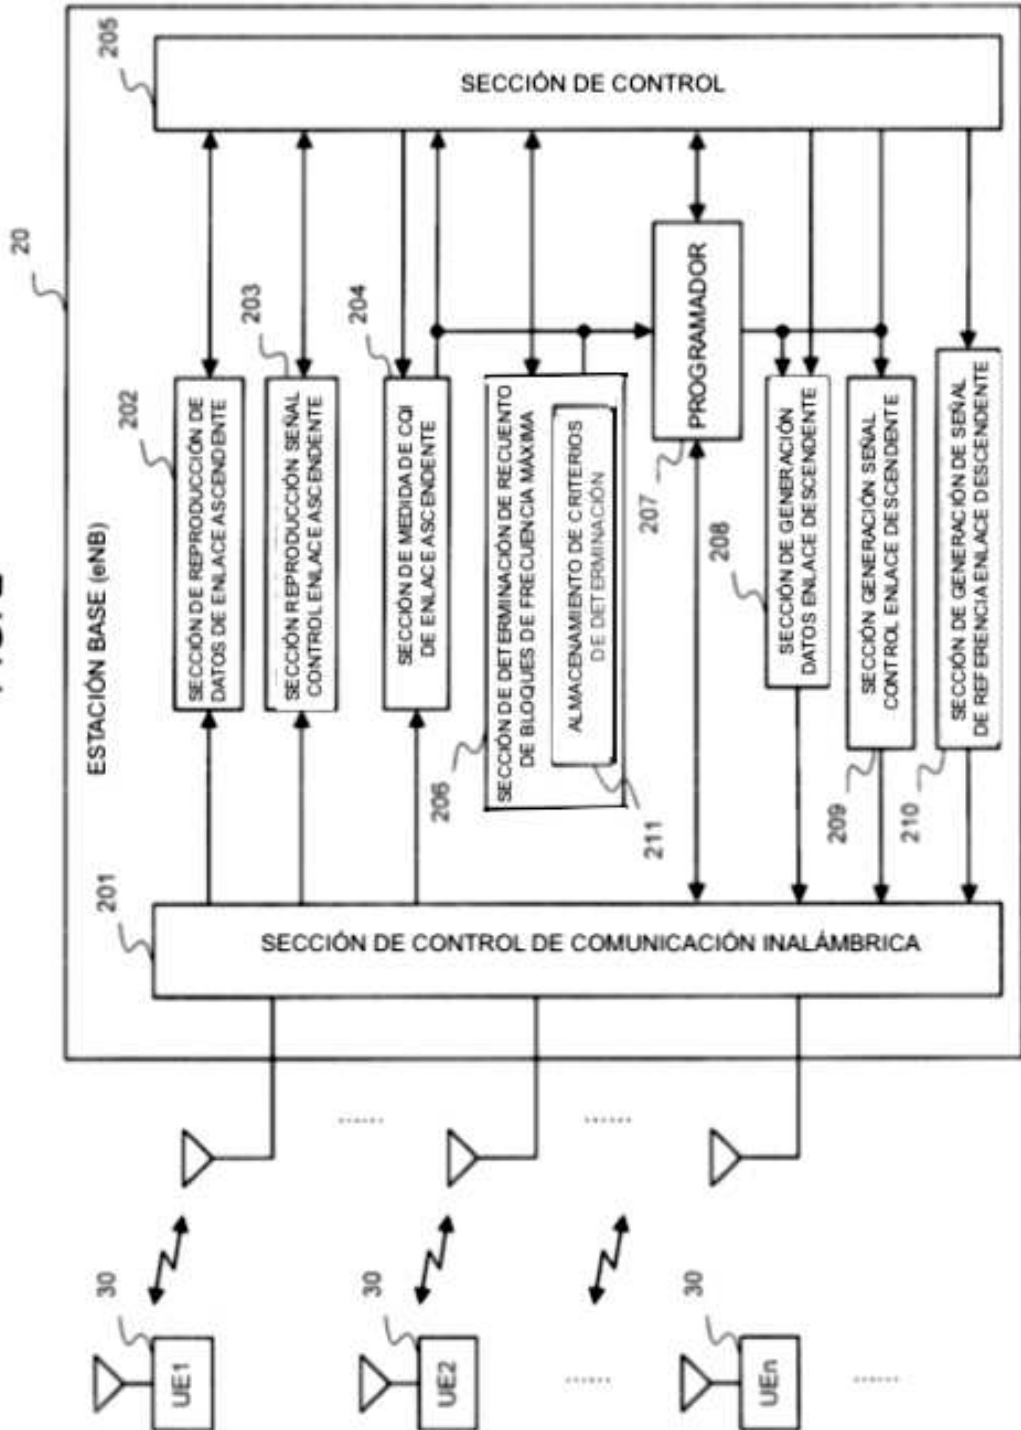 20
ESTACIÓN BASE (eNB)
201
202
205
SECCIÓN DE REPRODUCCIÓN DE
DATOS DE ENLACE ASCENDENTE
203
SECCIÓN REPRODUCCIÓN SEÑAL
CONTROL ENLACE ASCENDENTE
204
SECCIÓN DE MEDIDA DE CQI
DE ENLACE ASCENDENTE
206
SECCIÓN DE DETERMINACIÓN DE RECUENTO
DE BLOQUES DE FRECUENCIA MÁXIMA
ALMACENAMIENTO DE CRITERIOS
DE DETERMINACIÓN
211
207
PROGRAMADOR
208
SECCIÓN DE GENERACIÓN
DATOS ENLACE DESCENDENTE
209
SECCIÓN GENERACIÓN SEÑAL
CONTROL ENLACE DESCENDENTE
210
SECCIÓN DE GENERACIÓN DE SEÑAL
DE REFERENCIA ENLACE DESCENDENTE
SECCIÓN DE CONTROL DE COMUNICACIÓN INALÁMBRICA
SECCIÓN DE CONTROL
30
UE1
30
UE2
30
UEn